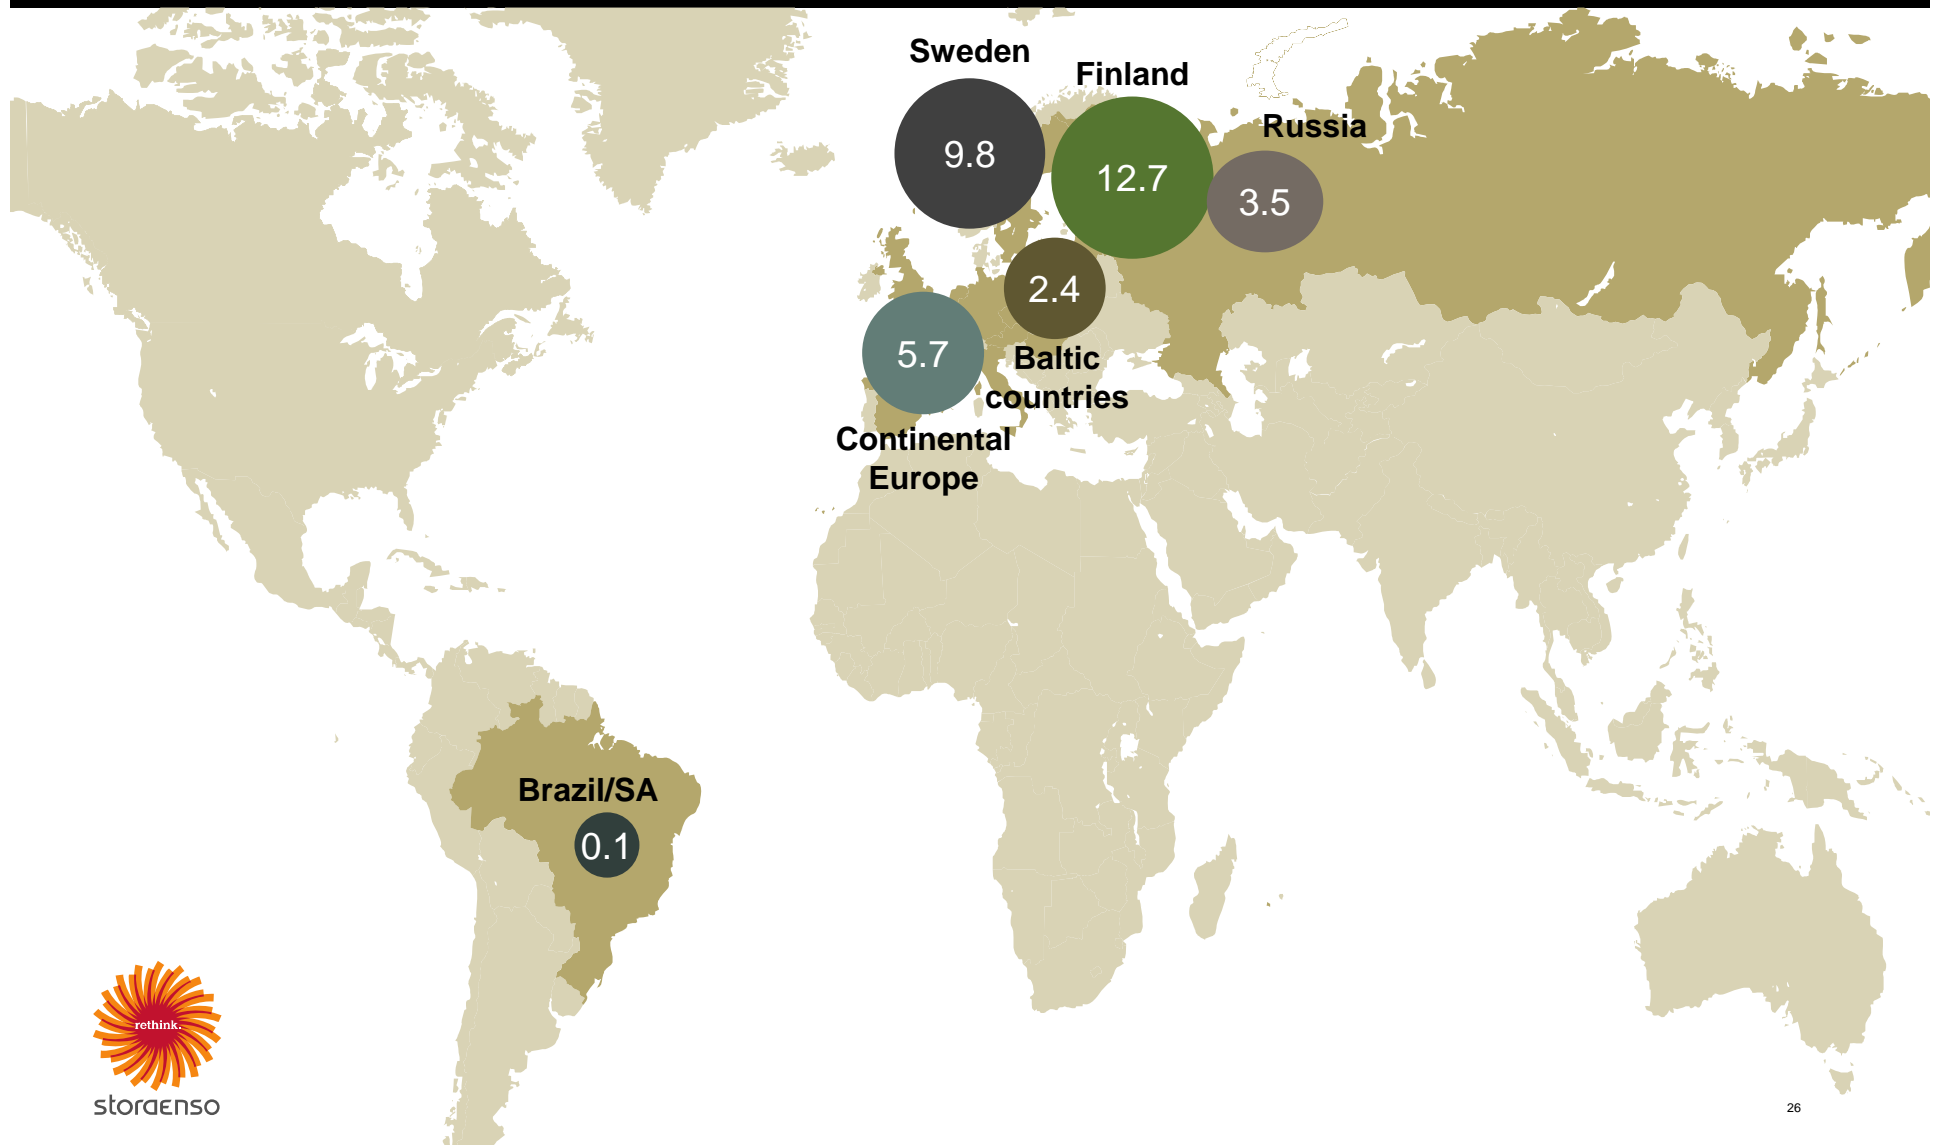 Sweden
9.8
Finland
12.7
Russia
3.5
2.4
Baltic
countries
5.7
Continental
Europe
Brazil/SA
0.1
rethink.
storaenso
26